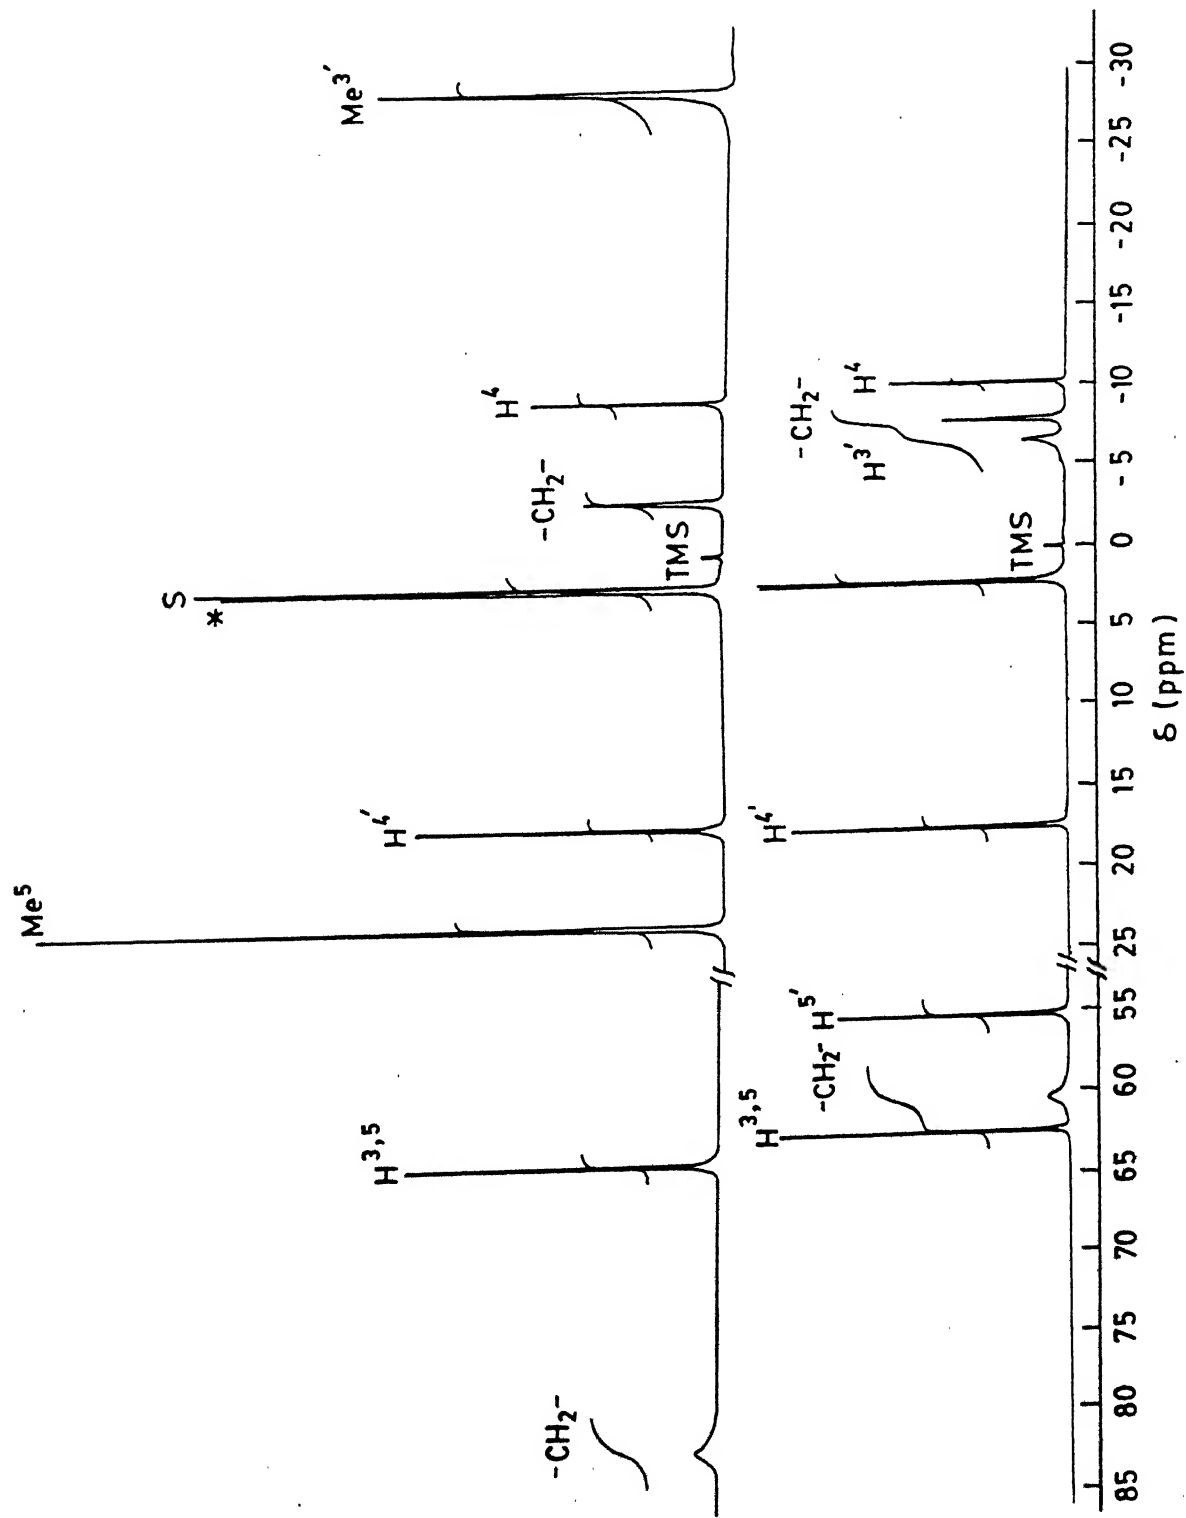 -CH₂-
H³,⁵
Me⁵
H⁴'
S
*
TMS
-CH₂-
H⁴
Me³'
H³,⁵
-CH₂-
H⁵'
H⁴'
TMS
H³'
-CH₂-
H⁴
85 80 75 70 65 60 55 25 20 15 10 5 0 -5 -10 -15 -20 -25 -30
δ (ppm)